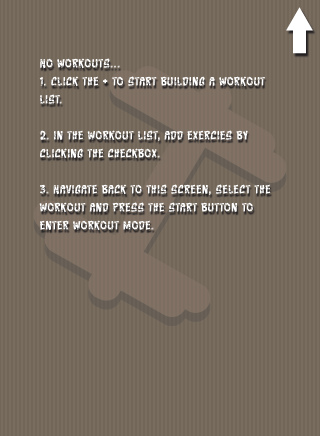 NO WORKOUTS...
1. CLICK THE + TO START BUILDING A WORKOUT
LIST.
2. IN THE WORKOUT LIST, ADD EXERCIES BY
CLICKING THE CHECKBOX.
3. NAVIGATE BACK TO THIS SCREEN, SELECT THE
WORKOUT AND PRESS THE START BUTTON TO
ENTER WORKOUT MODE.